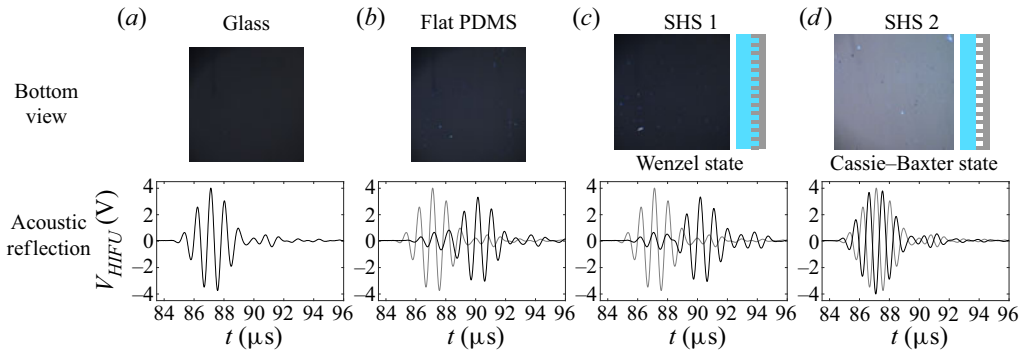 (a) Glass (b) Flat PDMS (c) SHS 1 (d) SHS 2
Bottom
view
Wenzel state Cassie–Baxter state
Acoustic
reflection
V_HIFU (V)
4 4 4 4
2 2 2 2
0 0 0 0
−2 −2 −2 −2
−4 −4 −4 −4
84 86 88 90 92 94 96 84 86 88 90 92 94 96 84 86 88 90 92 94 96 84 86 88 90 92 94 96
t (μs) t (μs) t (μs) t (μs)